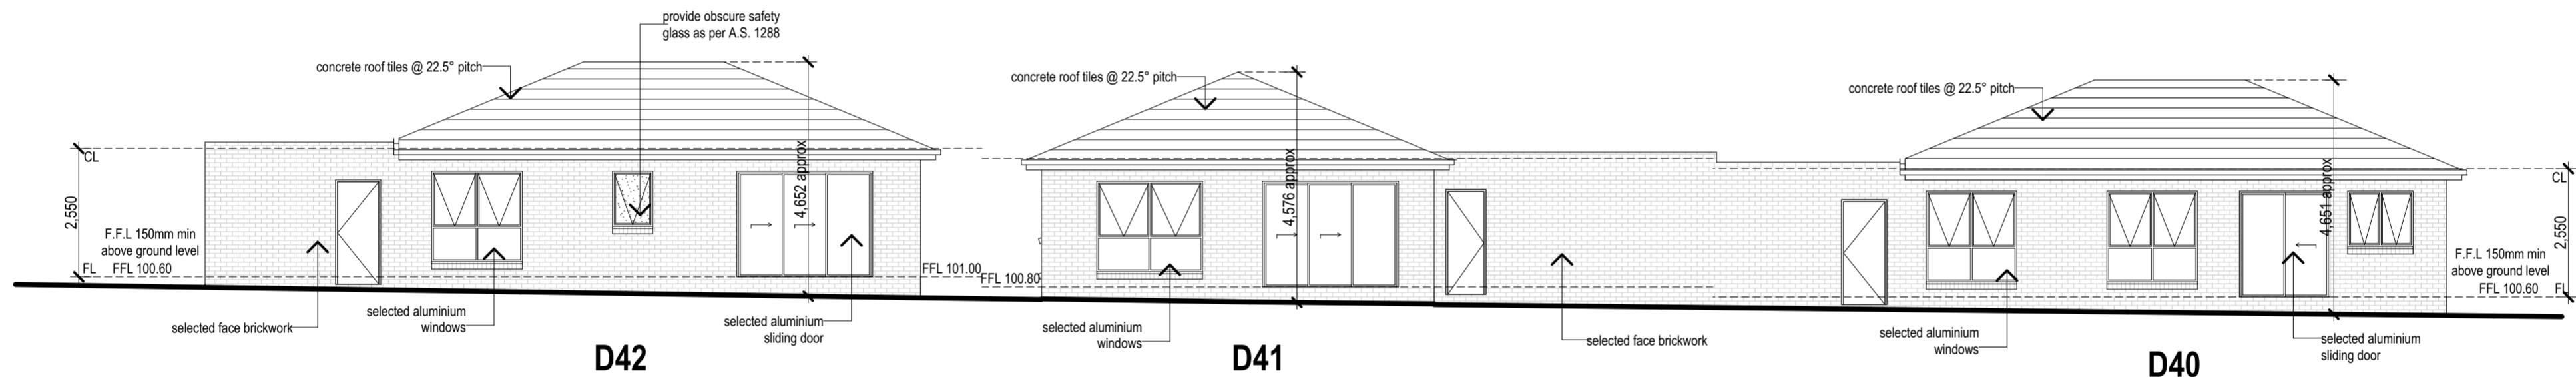 provide obscure safety
glass as per A.S. 1288
concrete roof tiles @ 22.5° pitch
CL
2,550
F.F.L 150mm min
above ground level
FL FFL 100.60
4,652 approx
FFL 101.00
selected face brickwork
selected aluminium
windows
selected aluminium
sliding door
D42
concrete roof tiles @ 22.5° pitch
4,576 approx
FFL 100.80
selected aluminium
windows
selected face brickwork
D41
concrete roof tiles @ 22.5° pitch
4,651 approx
CL
2,550
F.F.L 150mm min
above ground level
FFL 100.60 FL
selected aluminium
windows
selected aluminium
sliding door
D40